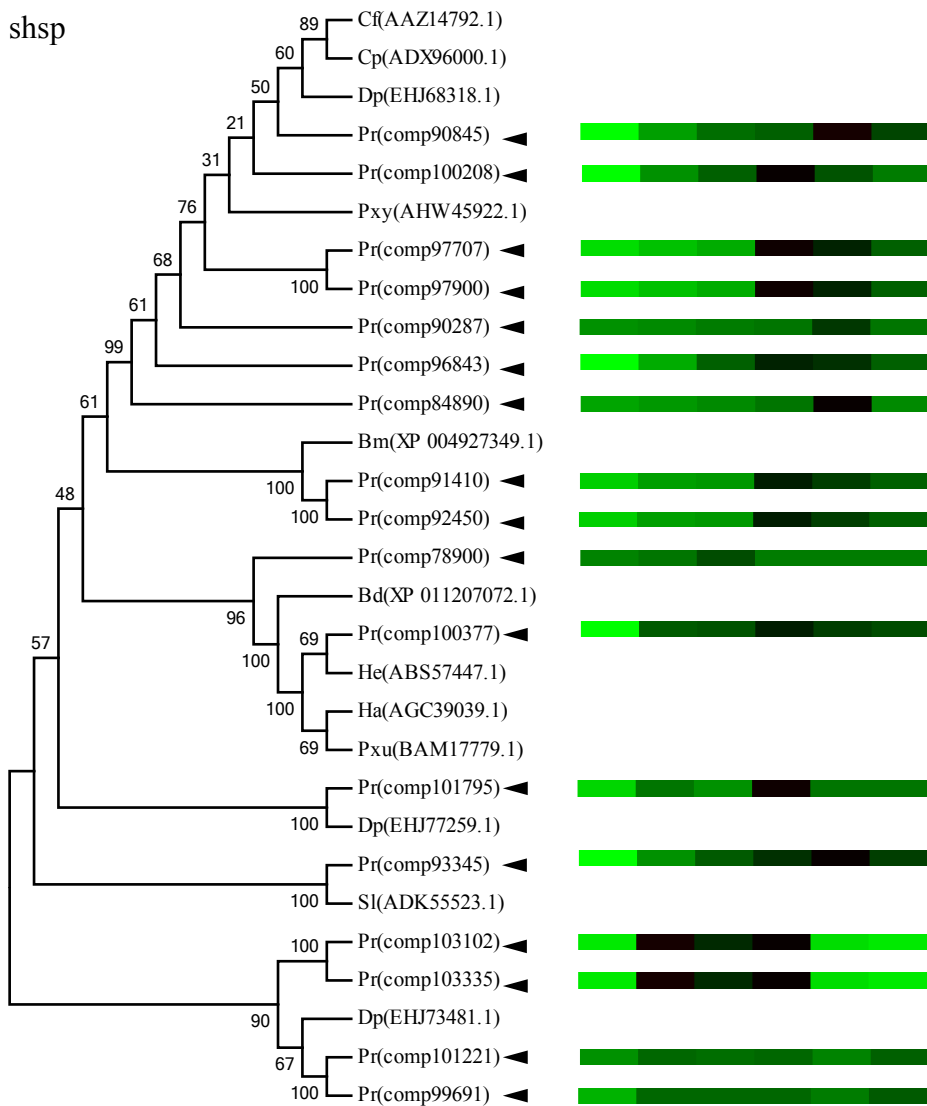 shsp
Cf(AAZ14792.1)
89
Cp(ADX96000.1)
60
Dp(EHJ68318.1)
50
Pr(comp90845)
21
Pr(comp100208)
31
Pxy(AHW45922.1)
76
Pr(comp97707)
68
100
Pr(comp97900)
61
Pr(comp90287)
99
Pr(comp96843)
61
Pr(comp84890)
Bm(XP 004927349.1)
48
100
Pr(comp91410)
100
Pr(comp92450)
Pr(comp78900)
96
Bd(XP 011207072.1)
57
69
Pr(comp100377)
100
He(ABS57447.1)
100
Ha(AGC39039.1)
69
Pxu(BAM17779.1)
Pr(comp101795)
100
Dp(EHJ77259.1)
Pr(comp93345)
100
Sl(ADK55523.1)
100
Pr(comp103102)
Pr(comp103335)
90
Dp(EHJ73481.1)
67
Pr(comp101221)
100
Pr(comp99691)